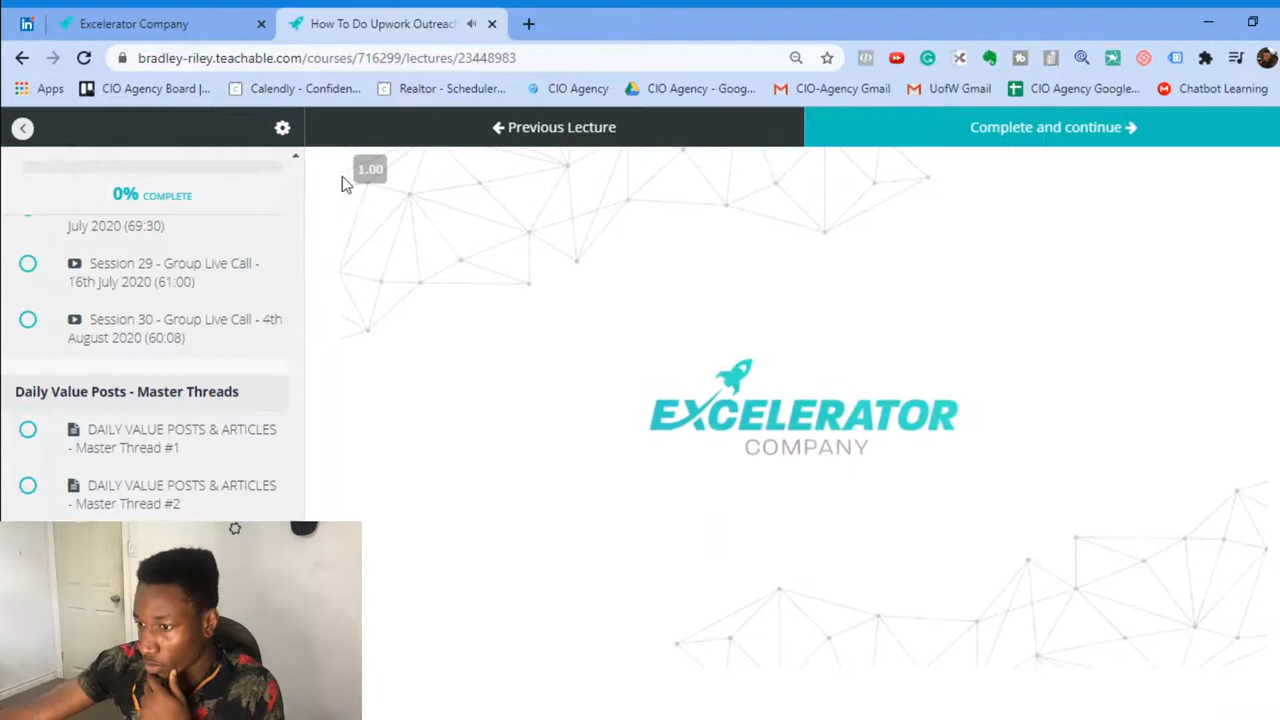 Excelerator Company
How To Do Upwork Outreach
bradley-riley.teachable.com/courses/716299/lectures/23448983
Apps
CIO Agency Board |...
Calendly - Confiden...
Realtor - Scheduler...
CIO Agency
CIO Agency - Goog...
CIO-Agency Gmail
UofW Gmail
CIO Agency Google...
Chatbot Learning
Previous Lecture
Complete and continue
1.00
0% COMPLETE
July 2020 (69:30)
Session 29 - Group Live Call -
16th July 2020 (61:00)
Session 30 - Group Live Call - 4th
August 2020 (60:08)
Daily Value Posts - Master Threads
DAILY VALUE POSTS & ARTICLES
- Master Thread #1
DAILY VALUE POSTS & ARTICLES
- Master Thread #2
EXCELERATOR
COMPANY